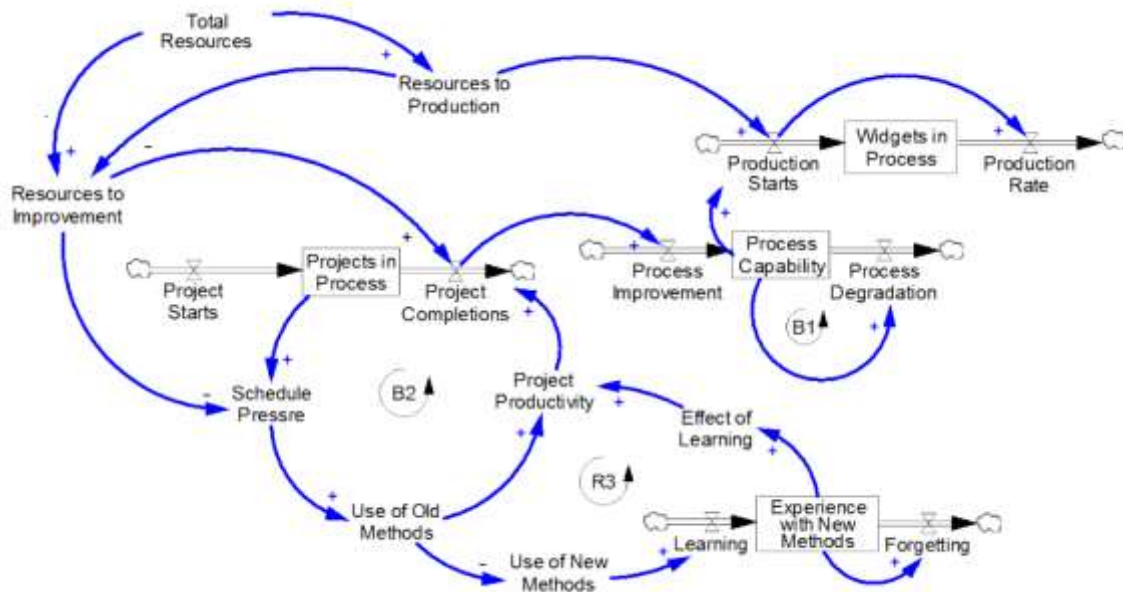 Total
Resources
Resources to
Production
Widgets in
Process
Production
Starts
Production
Rate
Resources to
Improvement
Projects in
Process
Project
Starts
Project
Completions
Process
Improvement
Process
Capability
Process
Degradation
B1
Schedule
Pressre
B2
Project
Productivity
Effect of
Learning
R3
Use of Old
Methods
Experience
with New
Methods
Learning
Forgetting
Use of New
Methods